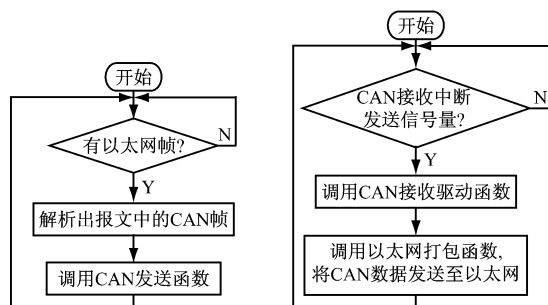 开始
有以太网帧?
N
Y
解析出报文中的CAN帧
调用CAN发送函数
开始
CAN接收中断
发送信号量?
N
Y
调用CAN接收驱动函数
调用以太网打包函数,
将CAN数据发送至以太网